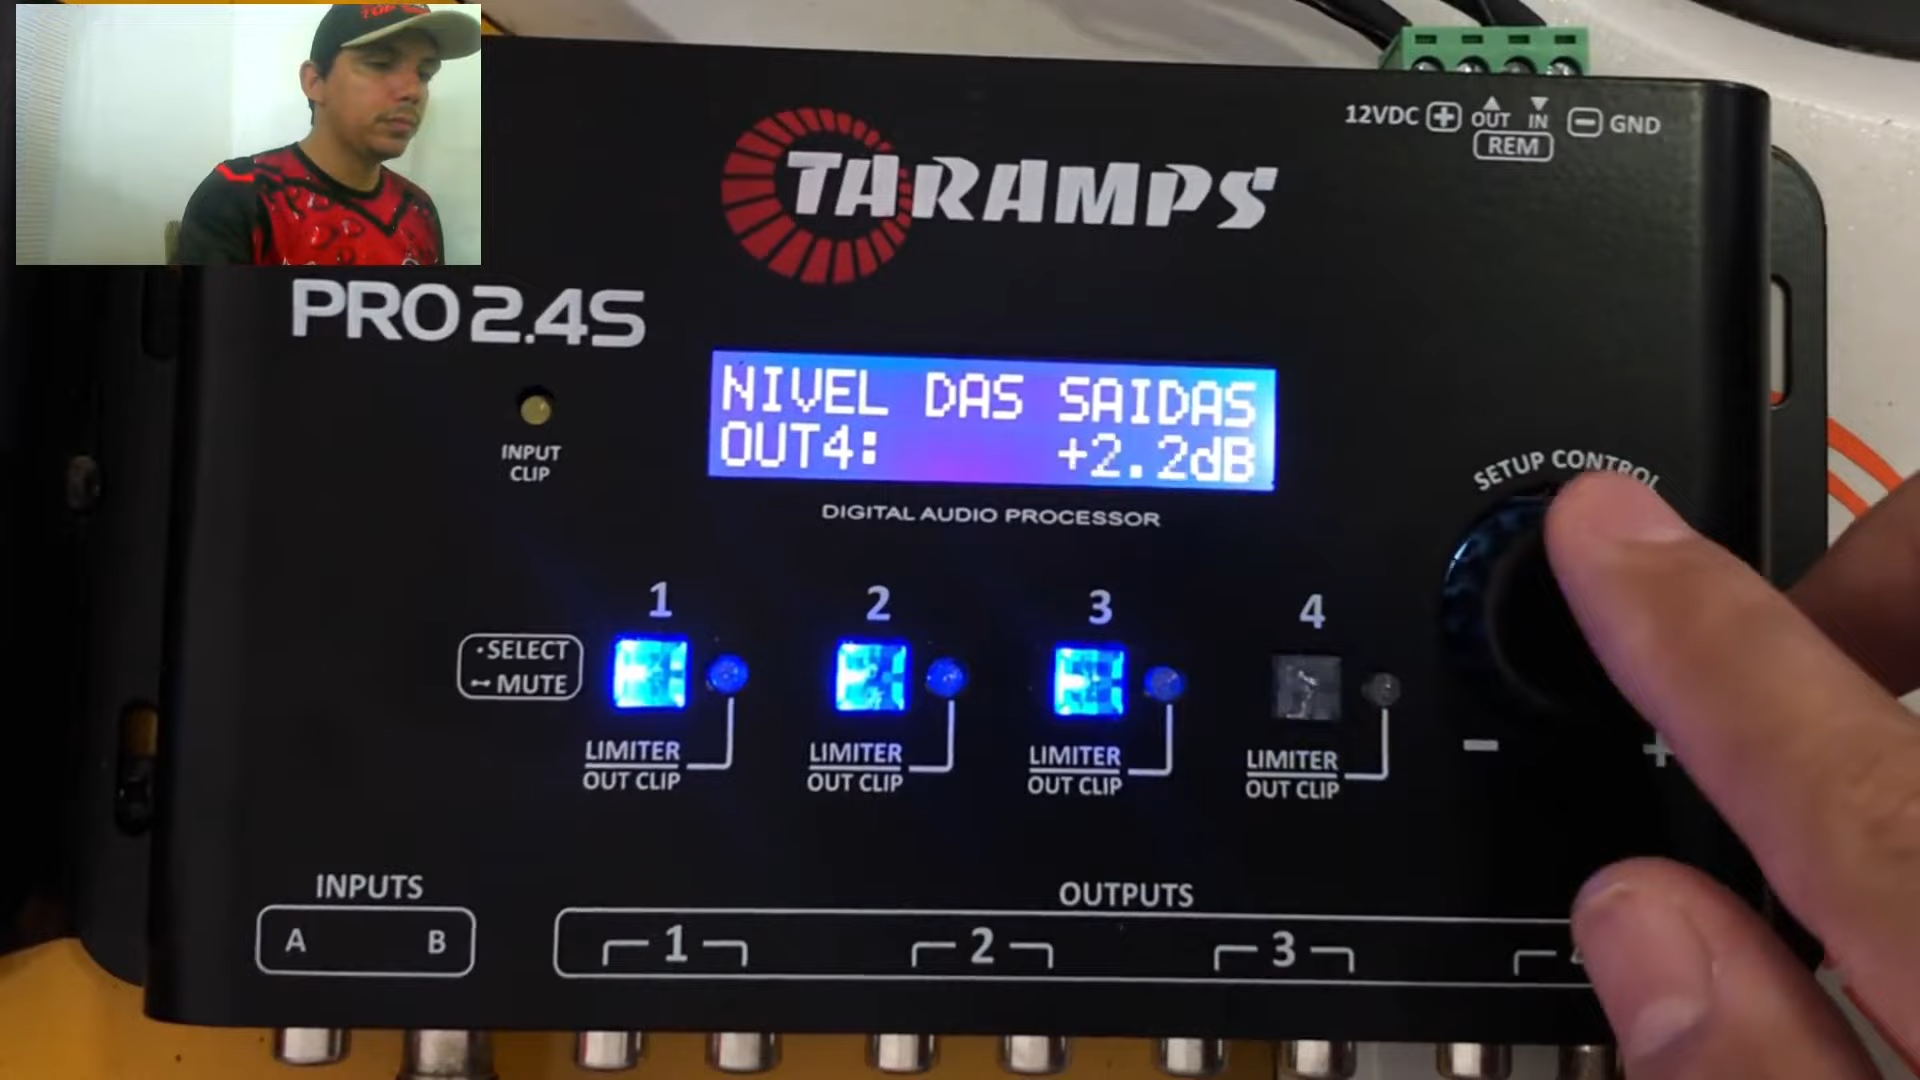 TARAMPS
12VDC + OUT IN - GND
REM
PRO 2.4S
NIVEL DAS SAIDAS
OUT4: +2.2dB
INPUT
CLIP
DIGITAL AUDIO PROCESSOR
SETUP CONTROL
1 2 3 4
SELECT
MUTE
LIMITER LIMITER LIMITER LIMITER
OUT CLIP OUT CLIP OUT CLIP OUT CLIP
- +
INPUTS
A B
OUTPUTS
1 2 3